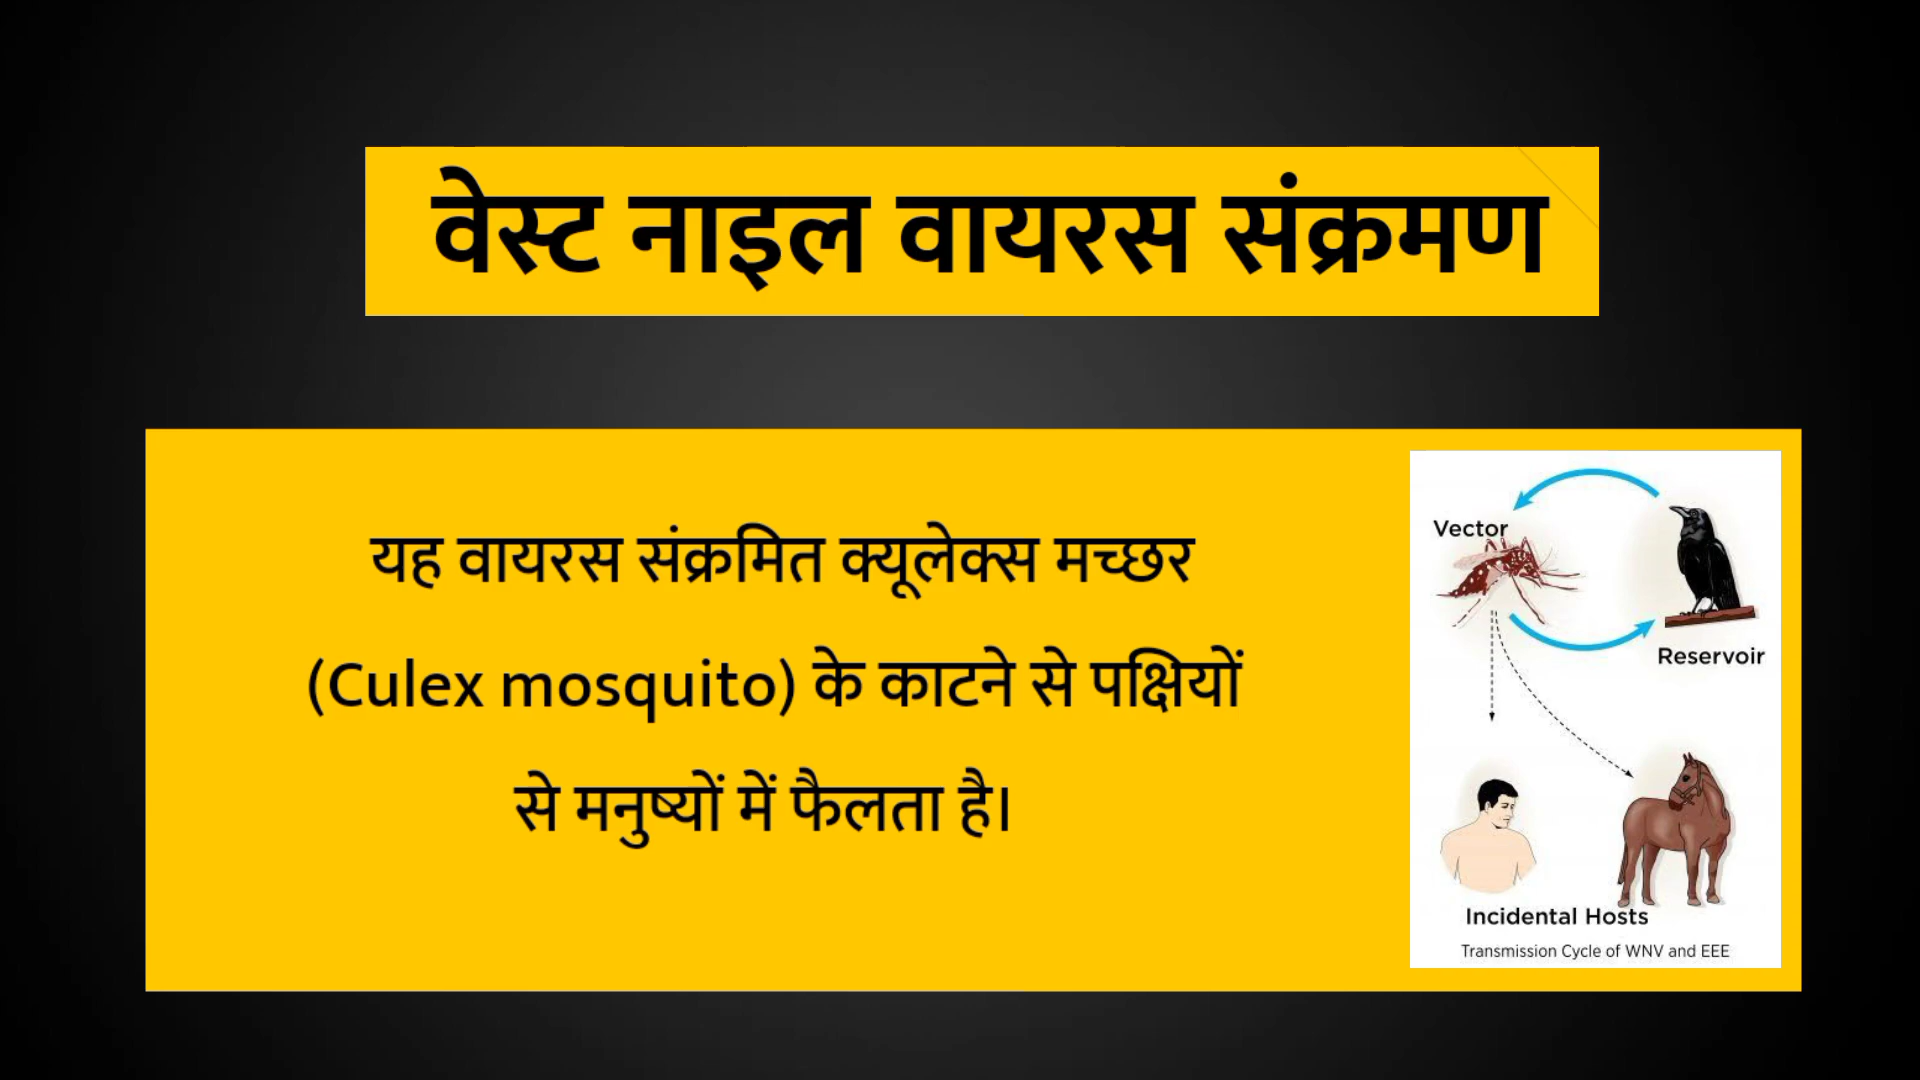 वेस्ट नाइल वायरस संक्रमण
यह वायरस संक्रमित क्यूलेक्स मच्छर
(Culex mosquito) के काटने से पक्षियों
से मनुष्यों में फैलता है।
Vector
Reservoir
Incidental Hosts
Transmission Cycle of WNV and EEE